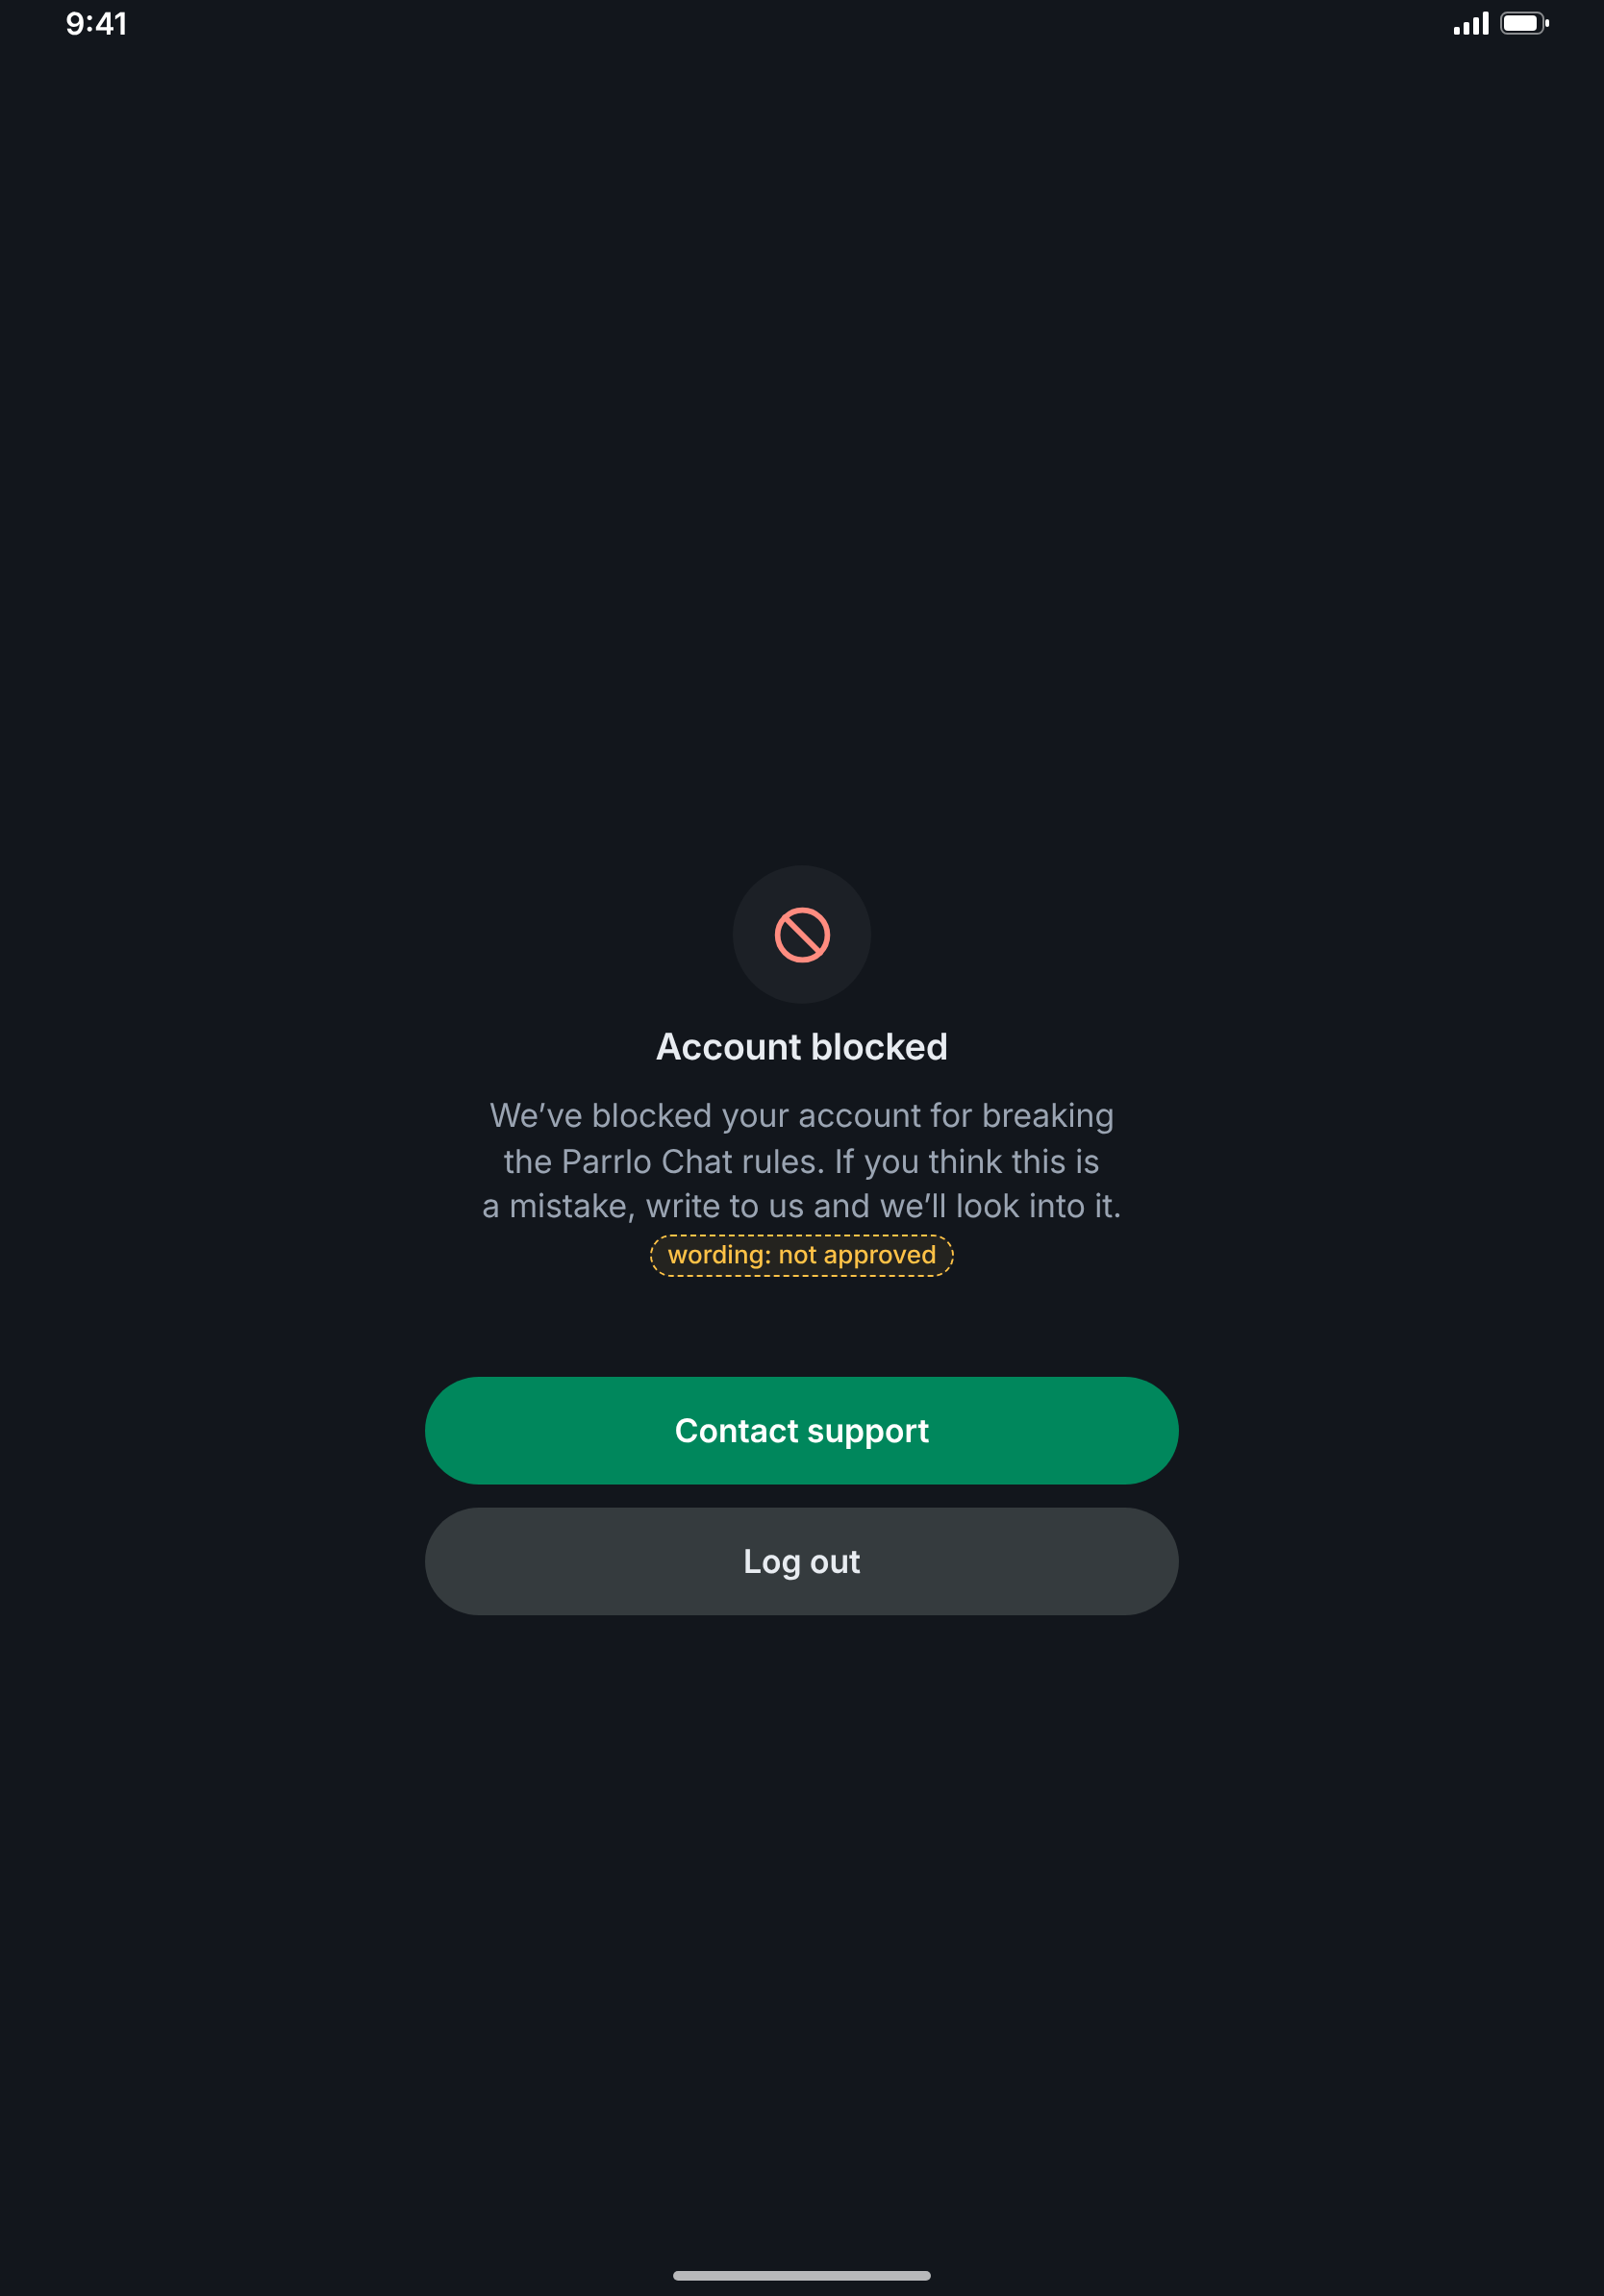 9:41
Account blocked
We’ve blocked your account for breaking
the Parrlo Chat rules. If you think this is
a mistake, write to us and we’ll look into it.
wording: not approved
Contact support
Log out